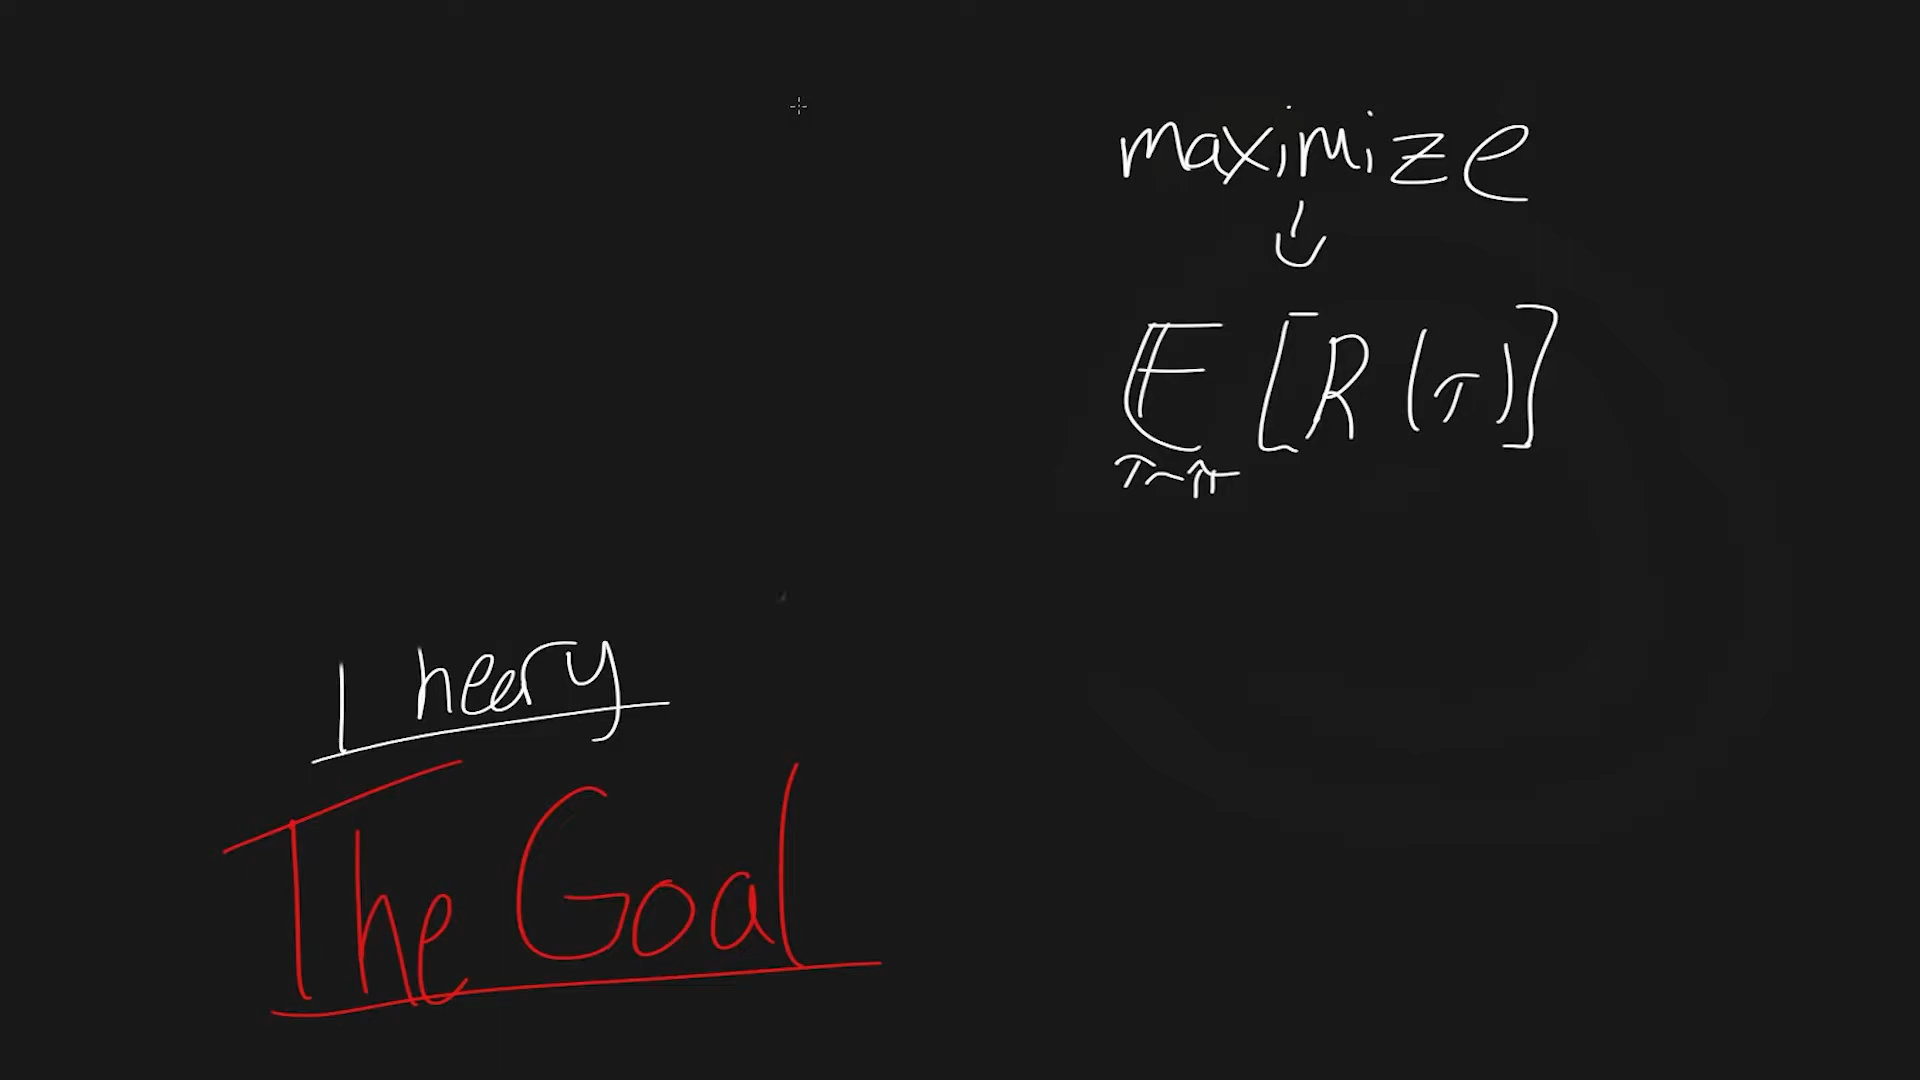 maximize
↓
𝔼 [R(τ)]
τ~π
Theory
The Goal